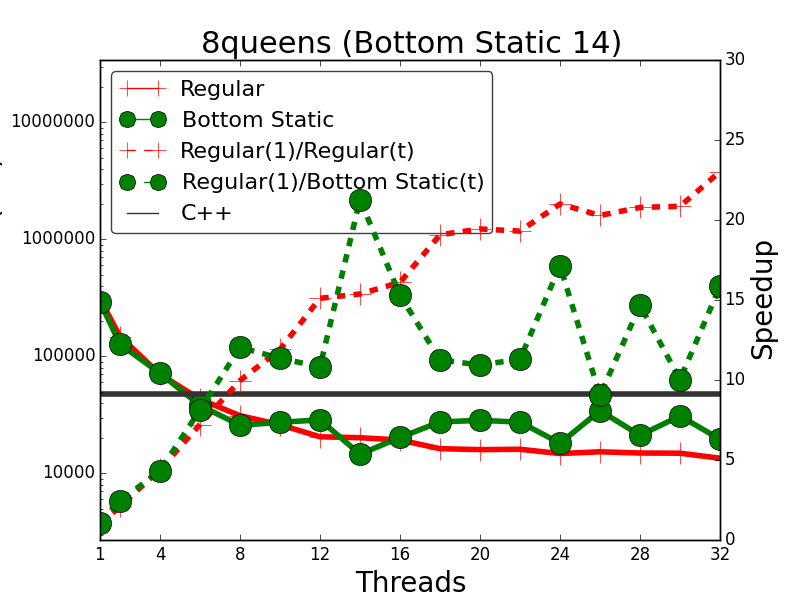 8queens (Bottom Static 14)
Regular
Bottom Static
Regular(1)/Regular(t)
Regular(1)/Bottom Static(t)
C++
10000000
1000000
100000
10000
30
25
20
15
10
5
0
Speedup
1 4 8 12 16 20 24 28 32
Threads